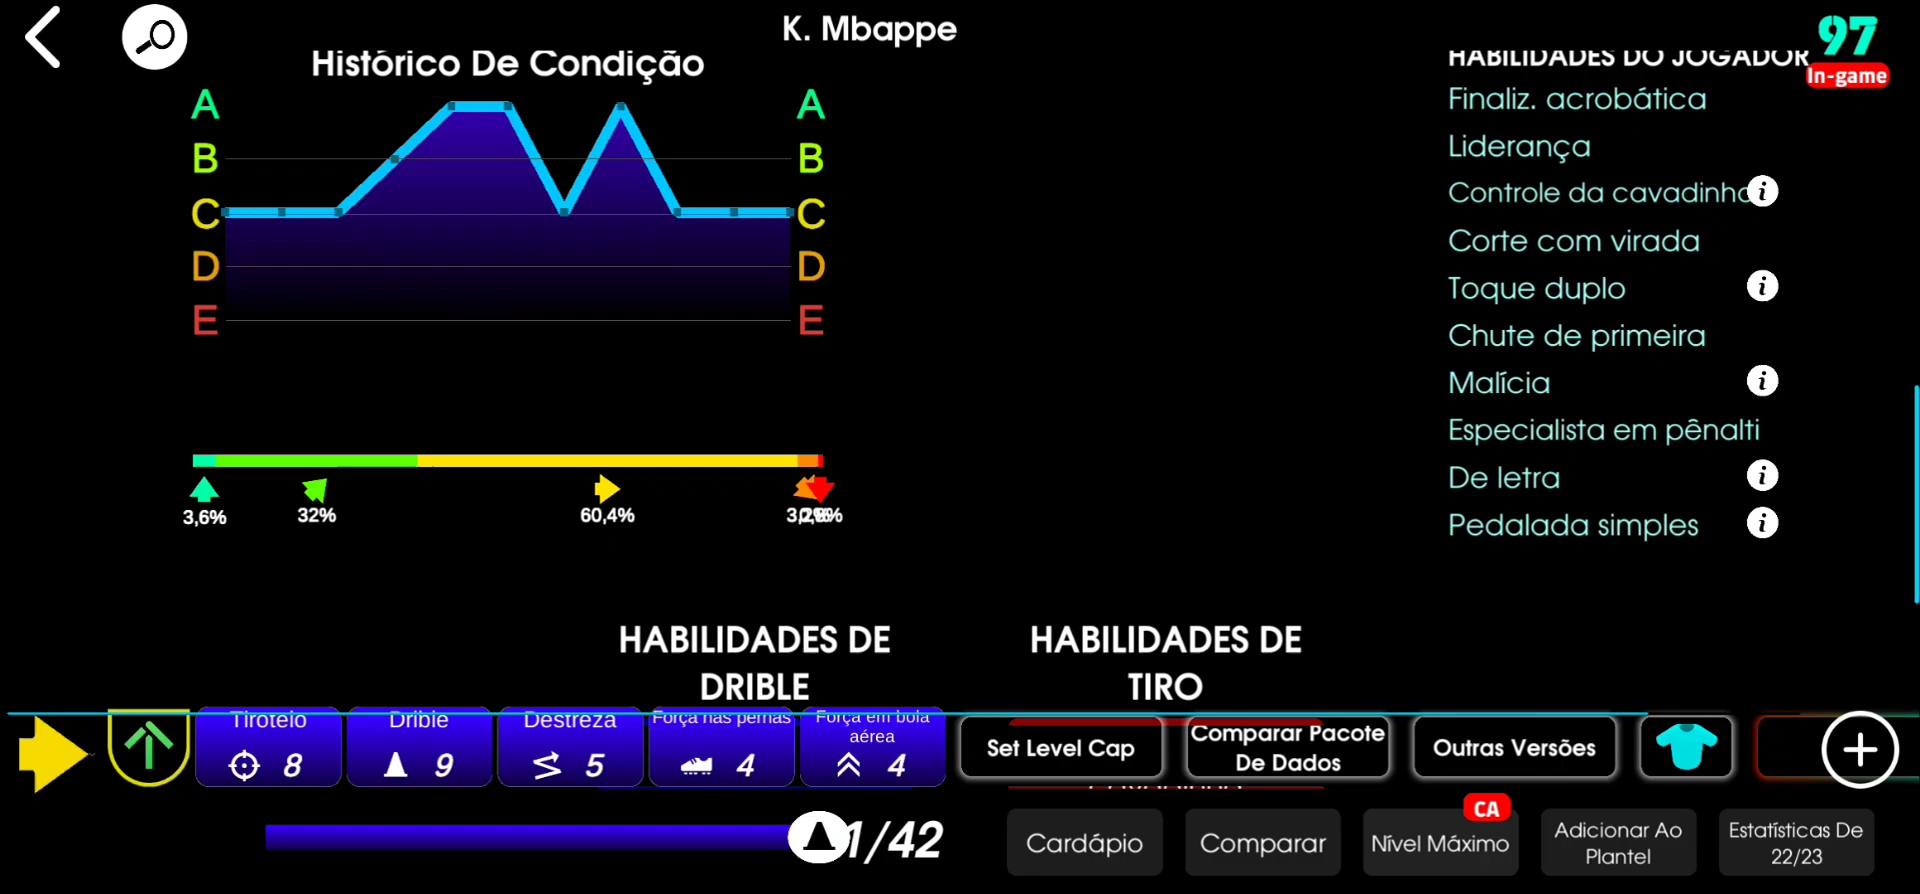 K. Mbappe
97
In-game
Histórico De Condição
A
B
C
D
E
A
B
C
D
E
3,6%
32%
60,4%
HABILIDADES DO JOGADOR
Finaliz. acrobática
Liderança
Controle da cavadinha
Corte com virada
Toque duplo
Chute de primeira
Malícia
Especialista em pênalti
De letra
Pedalada simples
HABILIDADES DE
DRIBLE
HABILIDADES DE
TIRO
Tiroteio
8
Drible
9
Destreza
5
Força nas pernas
4
Força em bola
aérea
4
Set Level Cap
Comparar Pacote
De Dados
Outras Versões
1/42
Cardápio
Comparar
CA
Nível Máximo
Adicionar Ao
Plantel
Estatísticas De
22/23